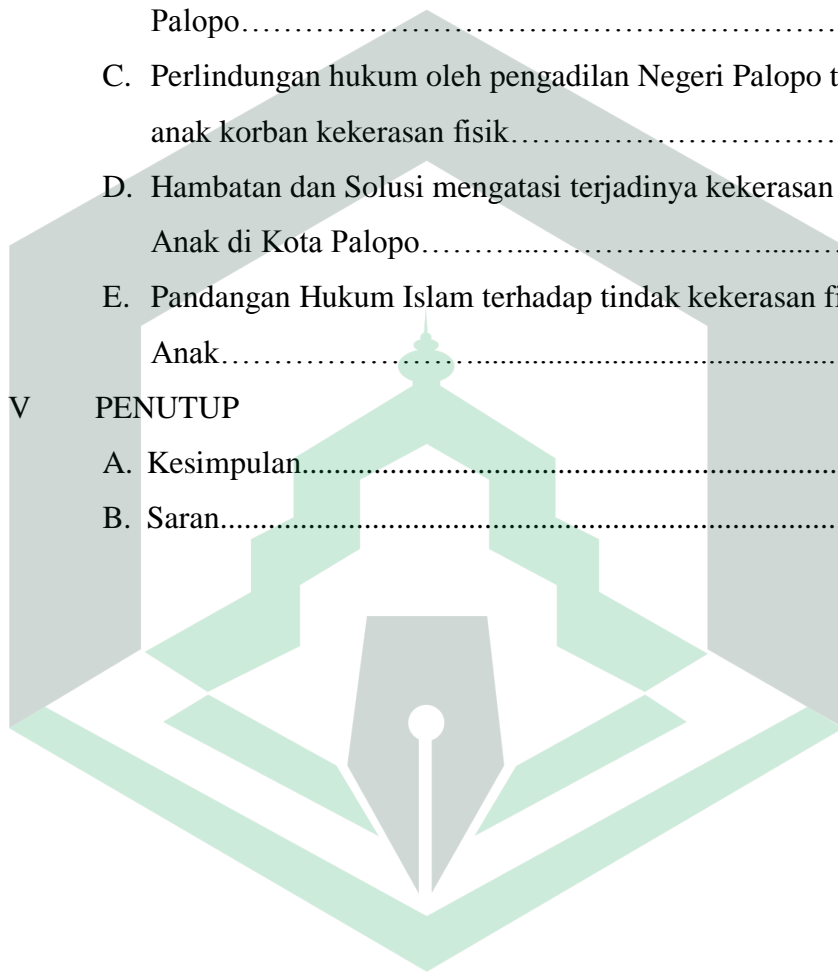 Palopo……………………………………………………………
C. Perlindungan hukum oleh pengadilan Negeri Palopo
anak korban kekerasan fisik…….……………………………
D. Hambatan dan Solusi mengatasi terjadinya kekerasan
Anak di Kota Palopo………...…………………......……
E. Pandangan Hukum Islam terhadap tindak kekerasan
Anak……………………...............................................
V PENUTUP
A. Kesimpulan....................................................................
B. Saran..............................................................................